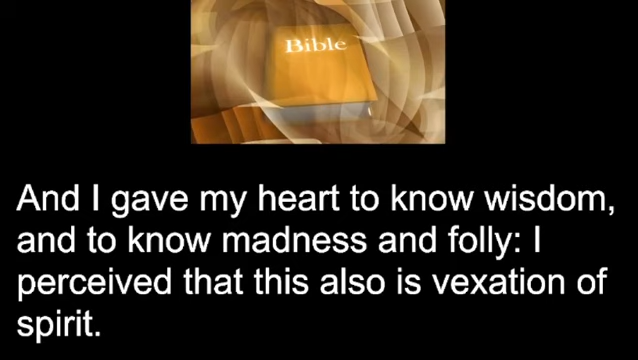 Bible
And I gave my heart to know wisdom,
and to know madness and folly: I
perceived that this also is vexation of
spirit.